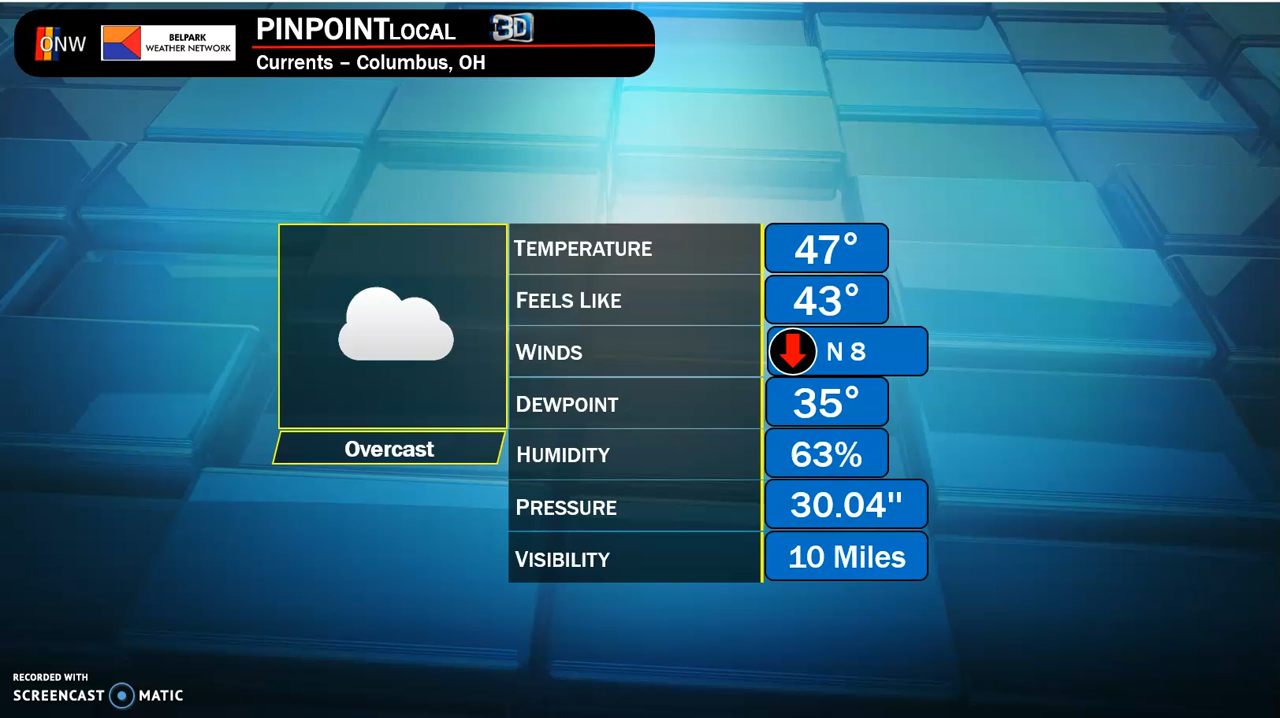 ONW
BELPARK
WEATHER NETWORK
PINPOINTLOCAL 3D
Currents – Columbus, OH
TEMPERATURE 47°
FEELS LIKE 43°
WINDS N 8
DEWPOINT 35°
Overcast
HUMIDITY 63%
PRESSURE 30.04"
VISIBILITY 10 Miles
RECORDED WITH
SCREENCAST MATIC